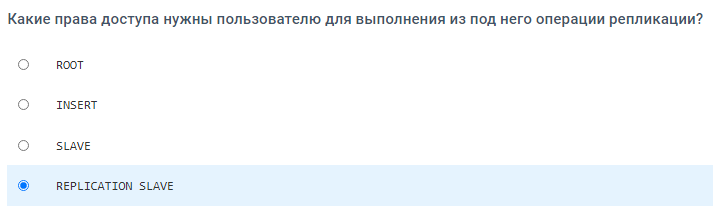 Какие права доступа нужны пользователю для выполнения из под него операции репликации?
ROOT
INSERT
SLAVE
REPLICATION SLAVE